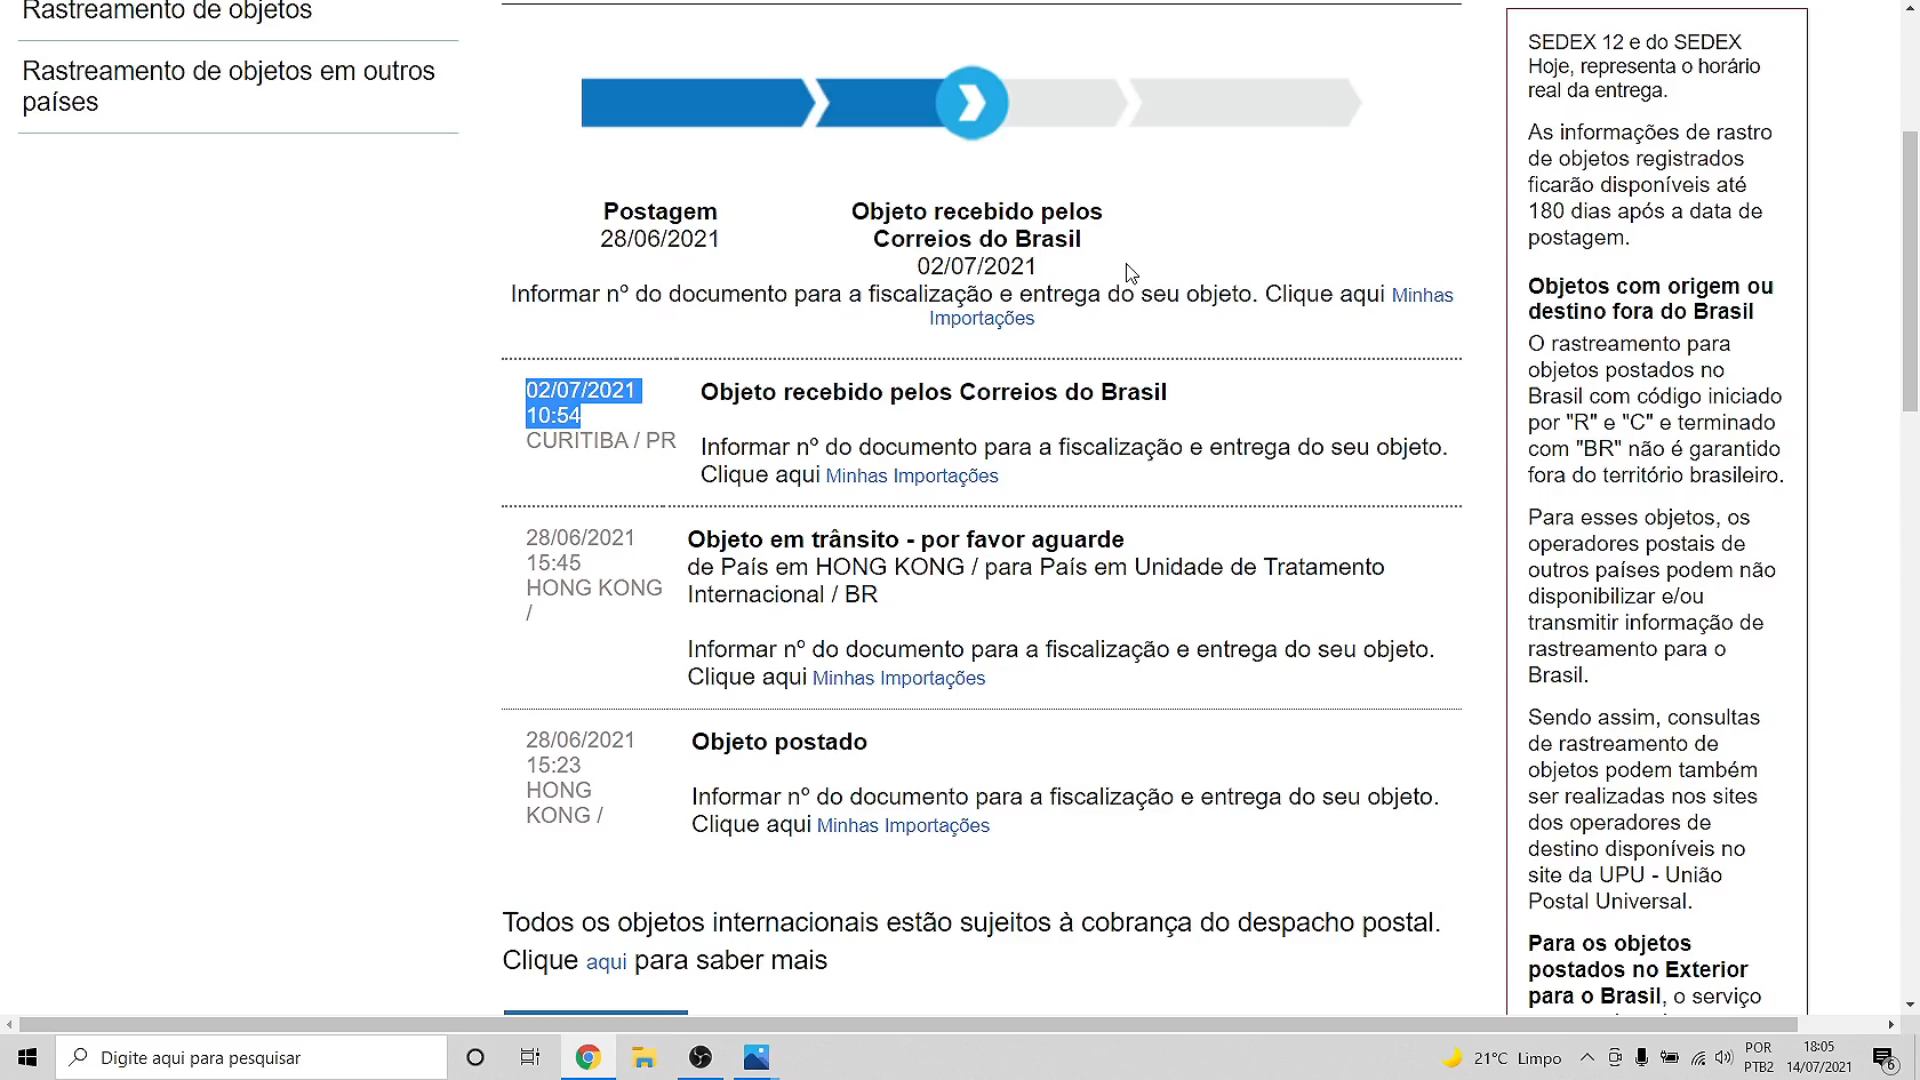 Rastreamento de objetos
Rastreamento de objetos em outros
países
Postagem
28/06/2021
Objeto recebido pelos
Correios do Brasil
02/07/2021
Informar nº do documento para a fiscalização e entrega do seu objeto. Clique aqui Minhas
Importações
02/07/2021
10:54
CURITIBA / PR
Objeto recebido pelos Correios do Brasil
Informar nº do documento para a fiscalização e entrega do seu objeto.
Clique aqui Minhas Importações
28/06/2021
15:45
HONG KONG
/
Objeto em trânsito - por favor aguarde
de País em HONG KONG / para País em Unidade de Tratamento
Internacional / BR
Informar nº do documento para a fiscalização e entrega do seu objeto.
Clique aqui Minhas Importações
28/06/2021
15:23
HONG
KONG /
Objeto postado
Informar nº do documento para a fiscalização e entrega do seu objeto.
Clique aqui Minhas Importações
Todos os objetos internacionais estão sujeitos à cobrança do despacho postal.
Clique aqui para saber mais
SEDEX 12 e do SEDEX
Hoje, representa o horário
real da entrega.
As informações de rastro
de objetos registrados
ficarão disponíveis até
180 dias após a data de
postagem.
Objetos com origem ou
destino fora do Brasil
O rastreamento para
objetos postados no
Brasil com código iniciado
por "R" e "C" e terminado
com "BR" não é garantido
fora do território brasileiro.
Para esses objetos, os
operadores postais de
outros países podem não
disponibilizar e/ou
transmitir informação de
rastreamento para o
Brasil.
Sendo assim, consultas
de rastreamento de
objetos podem também
ser realizadas nos sites
dos operadores de
destino disponíveis no
site da UPU - União
Postal Universal.
Para os objetos
postados no Exterior
para o Brasil, o serviço
Digite aqui para pesquisar
21°C Limpo
POR
PTB2
18:05
14/07/2021
6